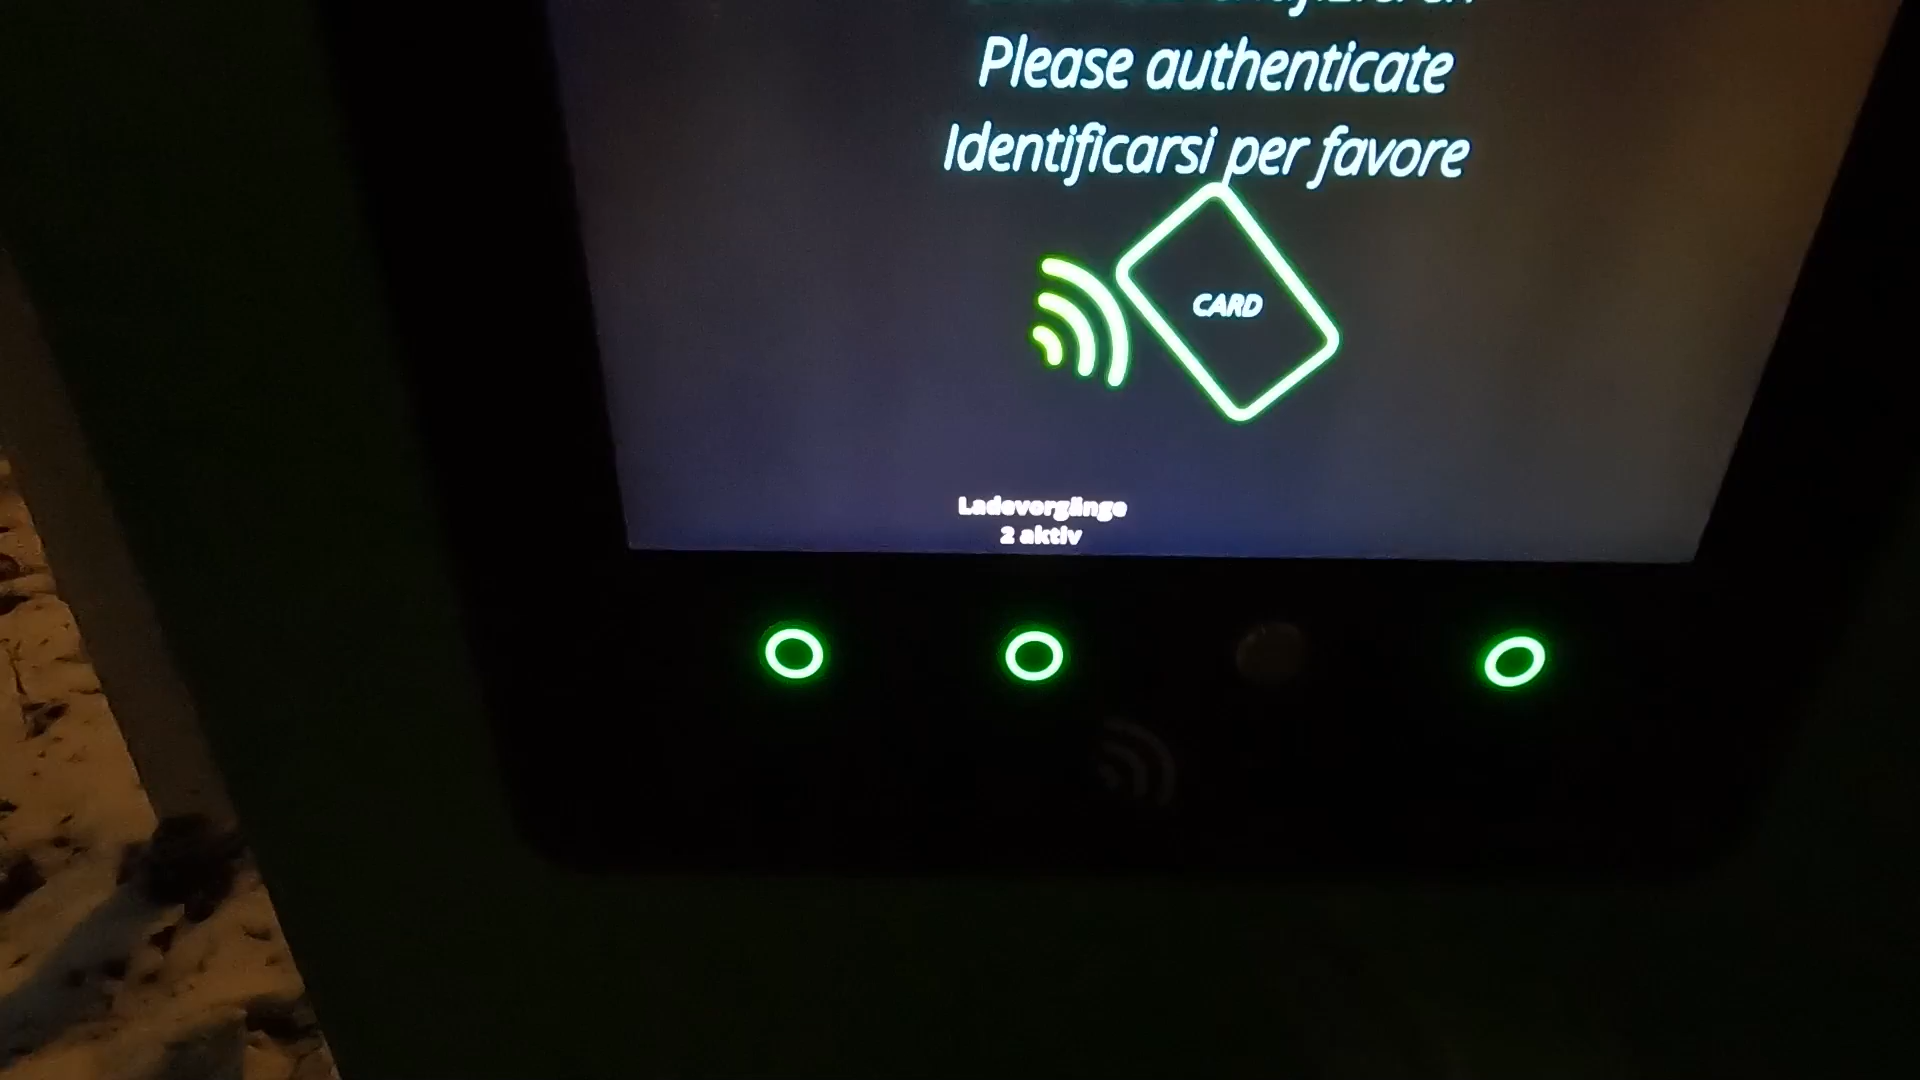 Please authenticate
Identificarsi per favore
CARD
Ladevorgänge
2 aktiv